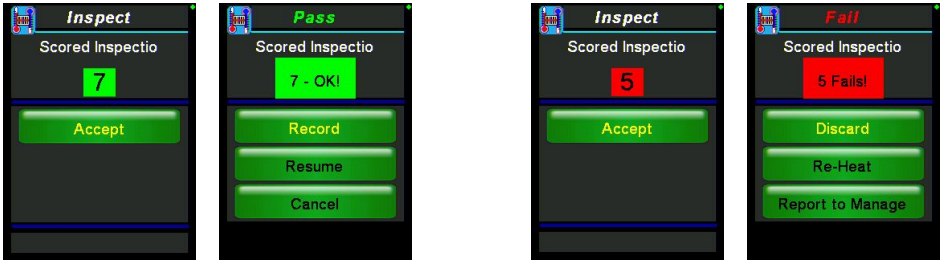 Inspect
Scored Inspectio
7
Accept
Pass
Scored Inspectio
7 - OK!
Record
Resume
Cancel
Inspect
Scored Inspectio
5
Accept
Fail
Scored Inspectio
5 Fails!
Discard
Re-Heat
Report to Manage